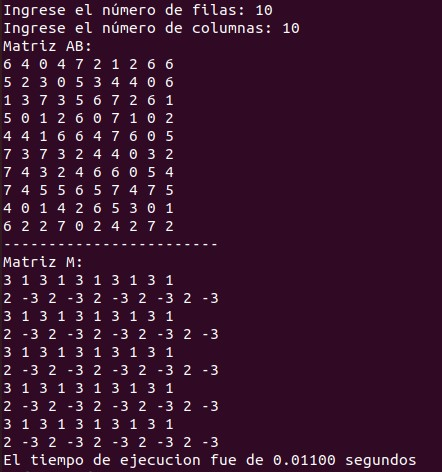 Ingrese el número de filas: 10
Ingrese el número de columnas: 10
Matriz AB:
6 4 0 4 7 2 1 2 6 6
5 2 3 0 5 3 4 4 0 6
1 3 7 3 5 6 7 2 6 1
5 0 1 2 6 0 7 1 0 2
4 4 1 6 6 4 7 6 0 5
7 3 7 3 2 4 4 0 3 2
7 4 3 2 4 6 6 0 5 4
7 4 5 5 6 5 7 4 7 5
4 0 1 4 2 6 5 3 0 1
6 2 2 7 0 2 4 2 7 2
------------------------
Matriz M:
3 1 3 1 3 1 3 1 3 1
2 -3 2 -3 2 -3 2 -3 2 -3
3 1 3 1 3 1 3 1 3 1
2 -3 2 -3 2 -3 2 -3 2 -3
3 1 3 1 3 1 3 1 3 1
2 -3 2 -3 2 -3 2 -3 2 -3
3 1 3 1 3 1 3 1 3 1
2 -3 2 -3 2 -3 2 -3 2 -3
3 1 3 1 3 1 3 1 3 1
2 -3 2 -3 2 -3 2 -3 2 -3
El tiempo de ejecucion fue de 0.01100 segundos